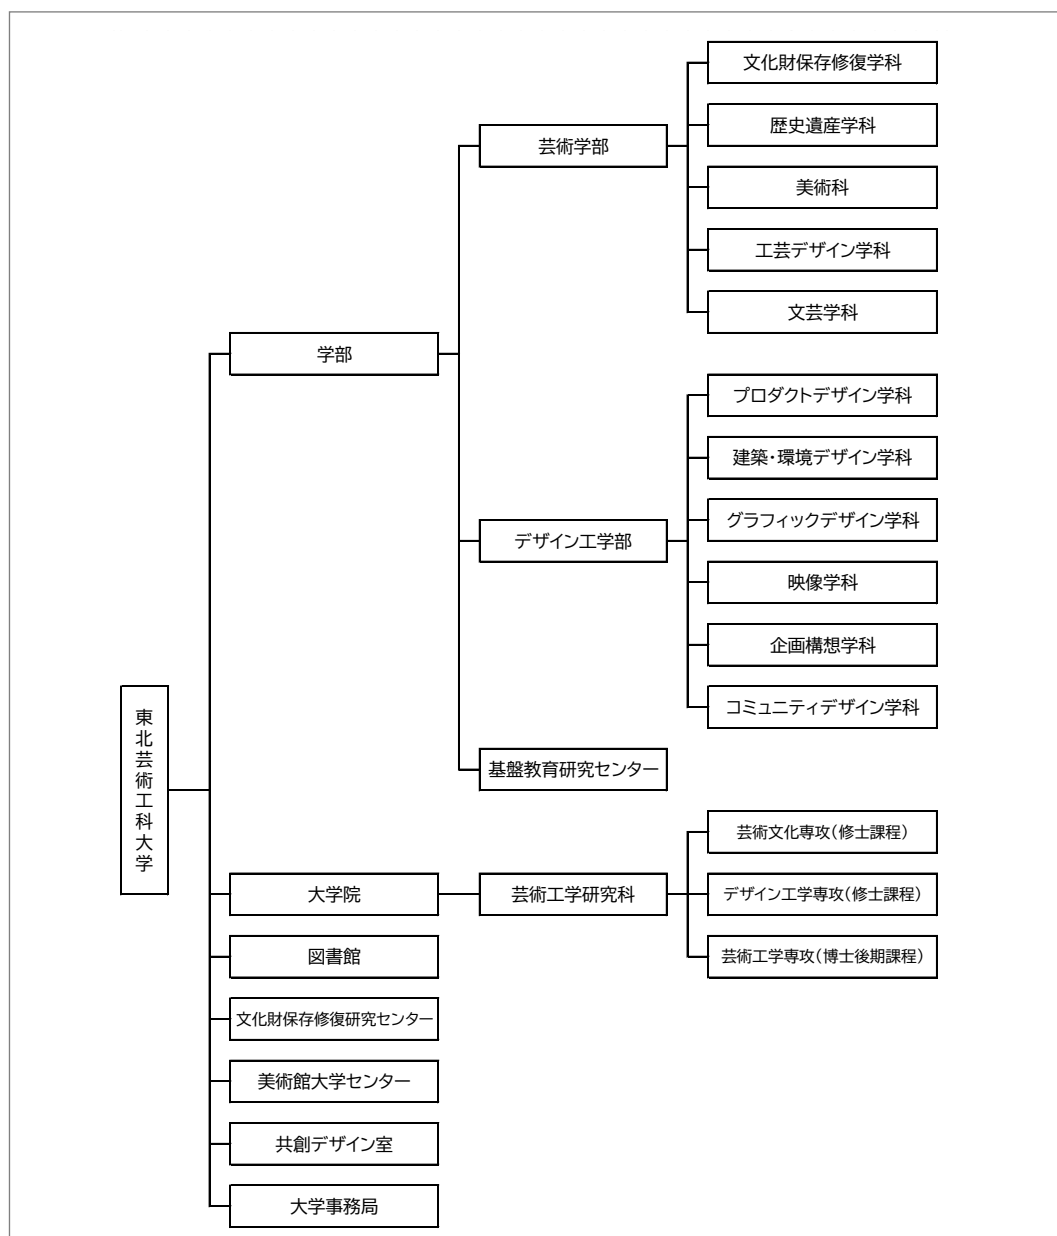 東北芸術工科大学
学部
芸術学部
文化財保存修復学科
歴史遺産学科
美術科
工芸デザイン学科
文芸学科
デザイン工学部
プロダクトデザイン学科
建築・環境デザイン学科
グラフィックデザイン学科
映像学科
企画構想学科
コミュニティデザイン学科
基盤教育研究センター
大学院
芸術工学研究科
芸術文化専攻(修士課程)
デザイン工学専攻(修士課程)
芸術工学専攻(博士後期課程)
図書館
文化財保存修復研究センター
美術館大学センター
共創デザイン室
大学事務局